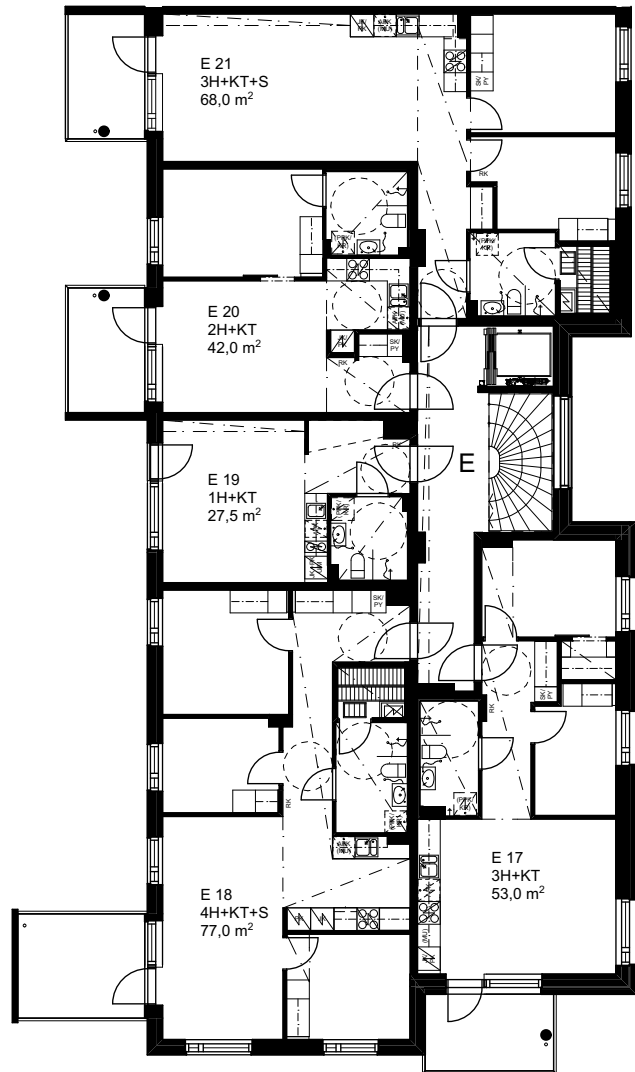 E 21
3H+KT+S
68,0 m²
SK/
PY
RK
E 20
2H+KT
42,0 m²
SK/
PY
RK
E 19
1H+KT
27,5 m²
RK
E
SK/
PY
SK/
PY
RK
RK
E 18
4H+KT+S
77,0 m²
E 17
3H+KT
53,0 m²
(MU)